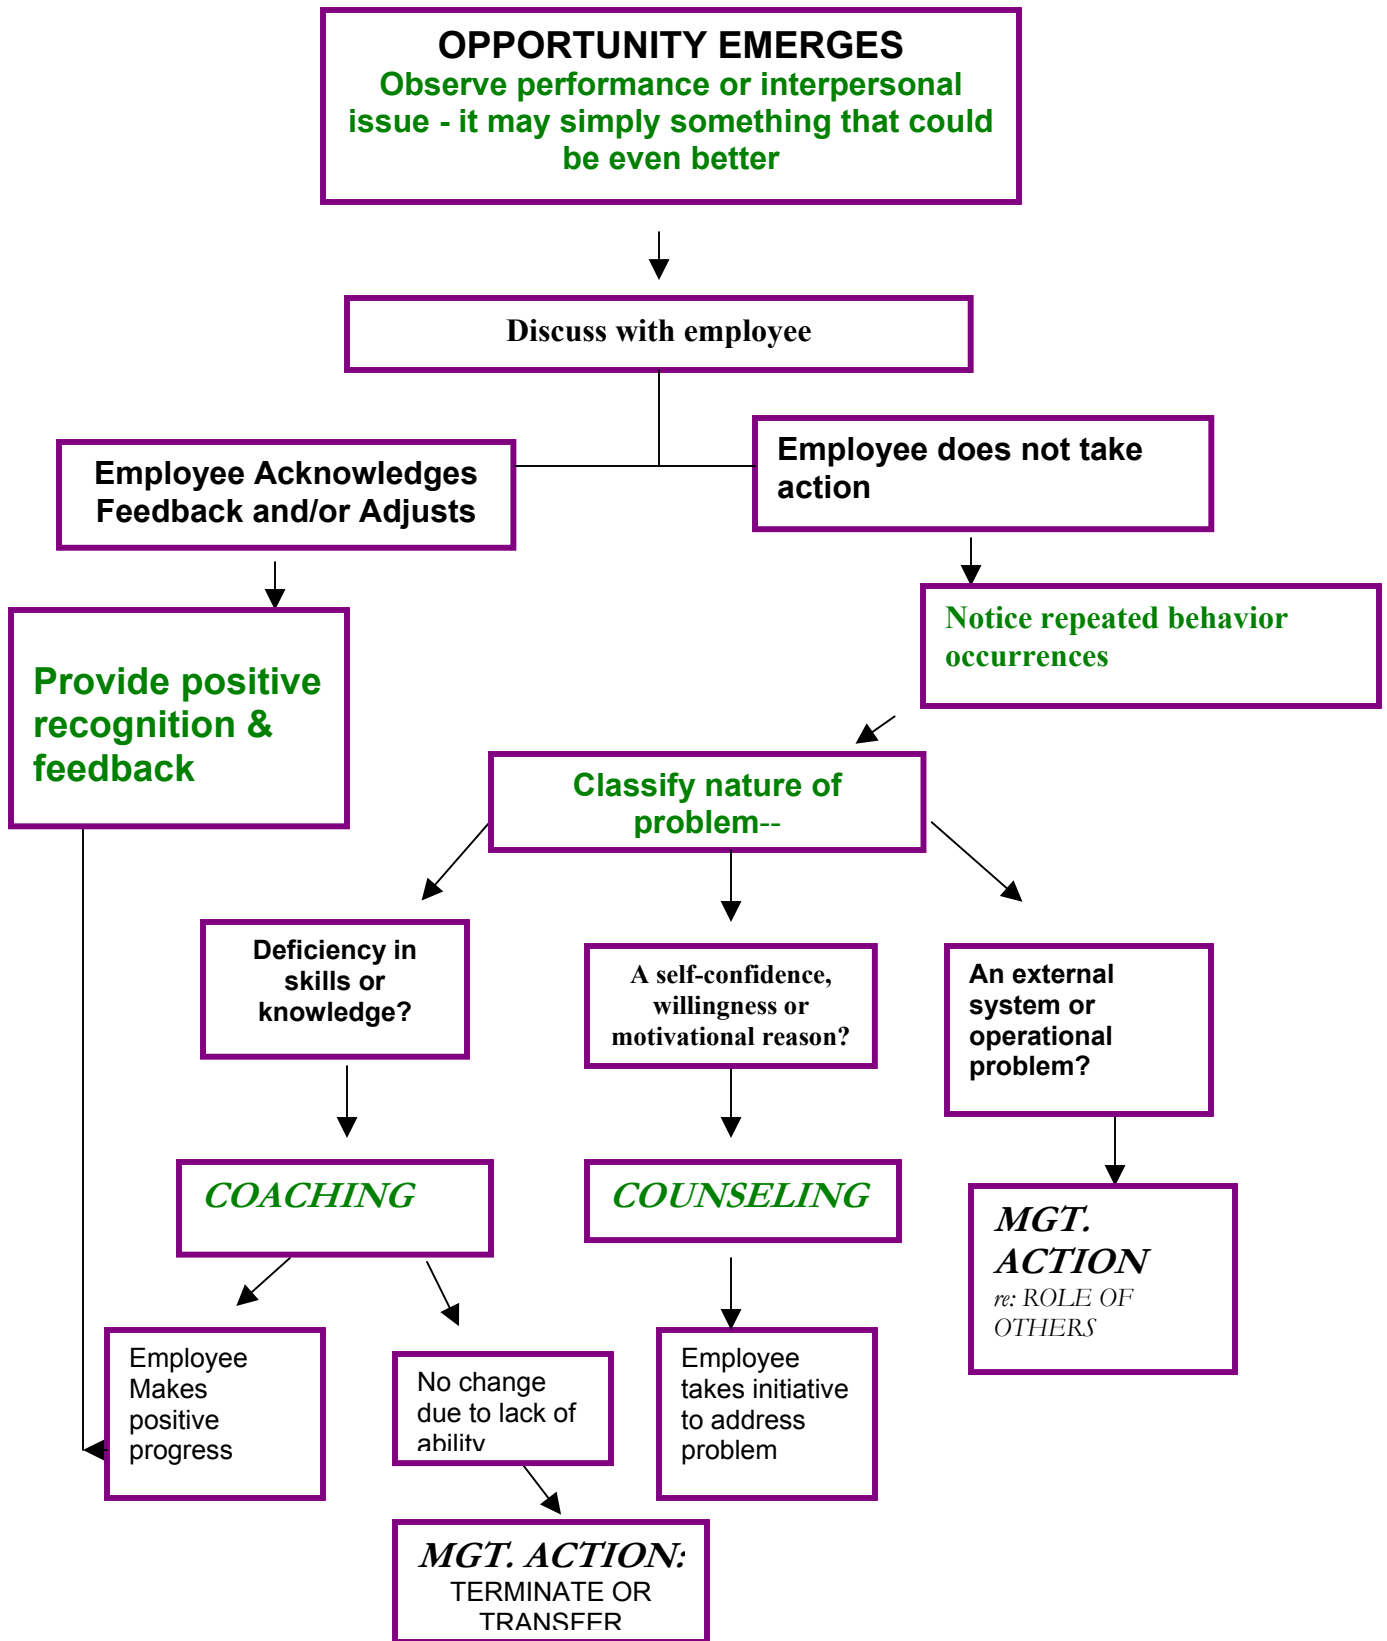 OPPORTUNITY EMERGES
Observe performance or interpersonal
issue - it may simply something that could
be even better
Discuss with employee
Employee Acknowledges
Feedback and/or Adjusts
Employee does not take
action
Provide positive
recognition &
feedback
Notice repeated behavior
occurrences
Classify nature of
problem--
Deficiency in
skills or
knowledge?
A self-confidence,
willingness or
motivational reason?
An external
system or
operational
problem?
COACHING
COUNSELING
MGT.
ACTION
re: ROLE OF
OTHERS
Employee
Makes
positive
progress
No change
due to lack of
ability
Employee
takes initiative
to address
problem
MGT. ACTION:
TERMINATE OR
TRANSFER